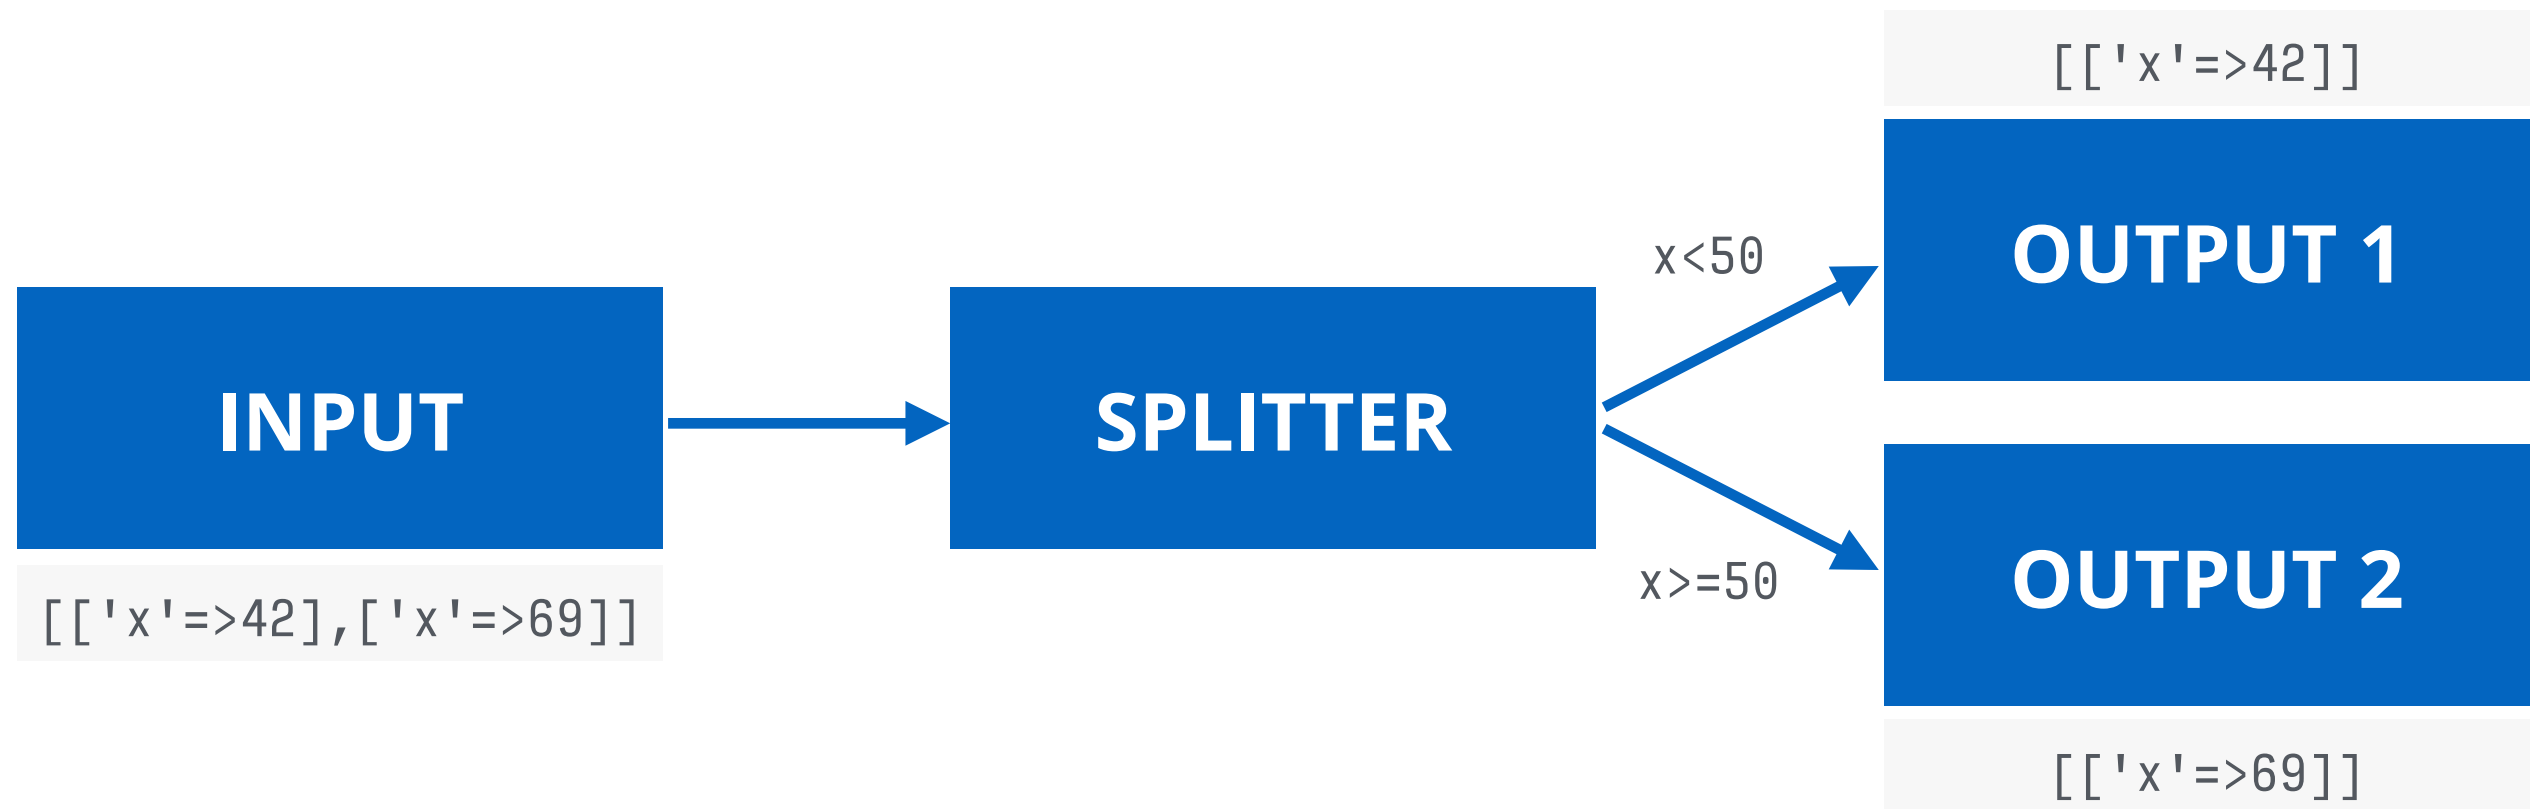 [['x'=>42]]
OUTPUT 1
x<50
INPUT
SPLITTER
x>=50
OUTPUT 2
[['x'=>42],['x'=>69]]
[['x'=>69]]